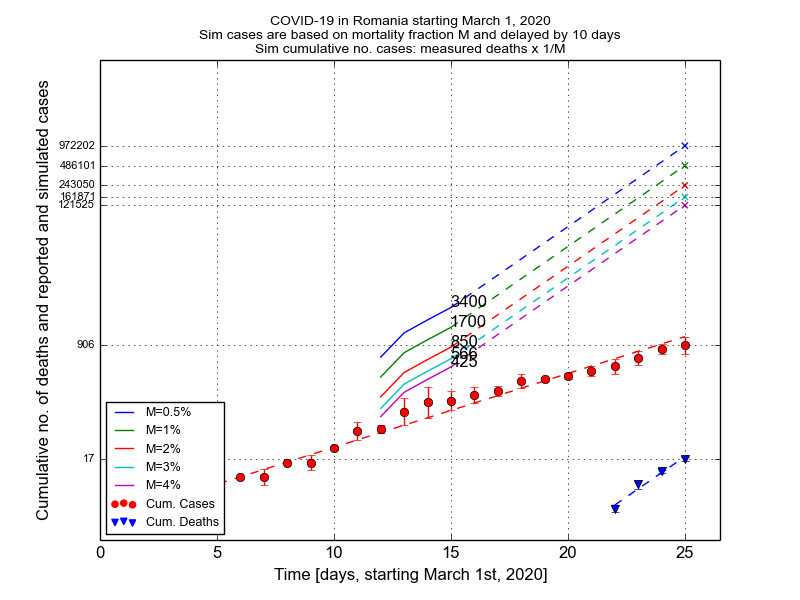 COVID-19 in Romania starting March 1, 2020
Sim cases are based on mortality fraction M and delayed by 10 days
Sim cumulative no. cases: measured deaths x 1/M
Cumulative no. of deaths and reported and simulated cases
972202
486101
243050
161871
121525
906
17
3400
1700
850
566
425
M=0.5%
M=1%
M=2%
M=3%
M=4%
Cum. Cases
Cum. Deaths
0
5
10
15
20
25
Time [days, starting March 1st, 2020]